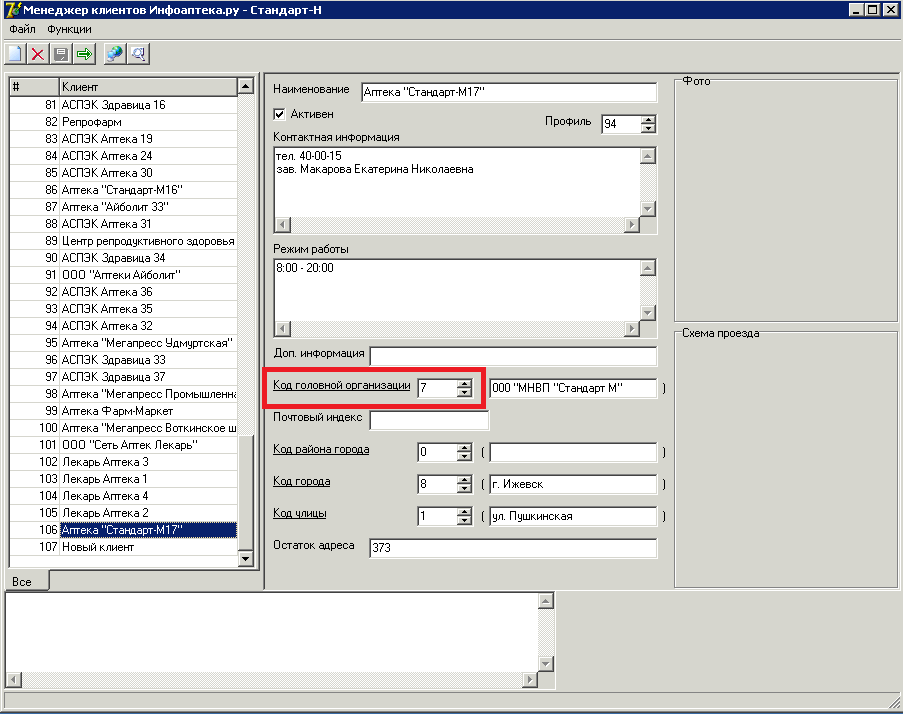 Менеджер клиентов Инфоаптека.ру - Стандарт-Н
Файл Функции
# Клиент
81 АСПЭК Здравица 16
82 Репрофарм
83 АСПЭК Аптека 19
84 АСПЭК Аптека 24
85 АСПЭК Аптека 30
86 Аптека "Стандарт-М16"
87 Аптека "Айболит 33"
88 АСПЭК Аптека 31
89 Центр репродуктивного здоровья
90 АСПЭК Здравица 34
91 ООО "Аптеки Айболит"
92 АСПЭК Аптека 36
93 АСПЭК Аптека 35
94 АСПЭК Аптека 32
95 Аптека "Мегапресс Удмуртская"
96 АСПЭК Здравица 33
97 АСПЭК Здравица 37
98 Аптека "Мегапресс Промышленна
99 Аптека Фарм-Маркет
100 Аптека "Мегапресс Воткинское ш
101 ООО "Сеть Аптек Лекарь"
102 Лекарь Аптека 3
103 Лекарь Аптека 1
104 Лекарь Аптека 4
105 Лекарь Аптека 2
106 Аптека "Стандарт-М17"
107 Новый клиент
Все
Наименование Аптека "Стандарт-М17"
Активен
Профиль 94
Контактная информация
тел. 40-00-15
зав. Макарова Екатерина Николаевна
Режим работы
8:00 - 20:00
Доп. информация
Код головной организации 7 ООО "МНВП "Стандарт М" )
Почтовый индекс
Код района города 0 ( )
Код города 8 ( г. Ижевск )
Код улицы 1 ( ул. Пушкинская )
Остаток адреса 373
Фото
Схема проезда